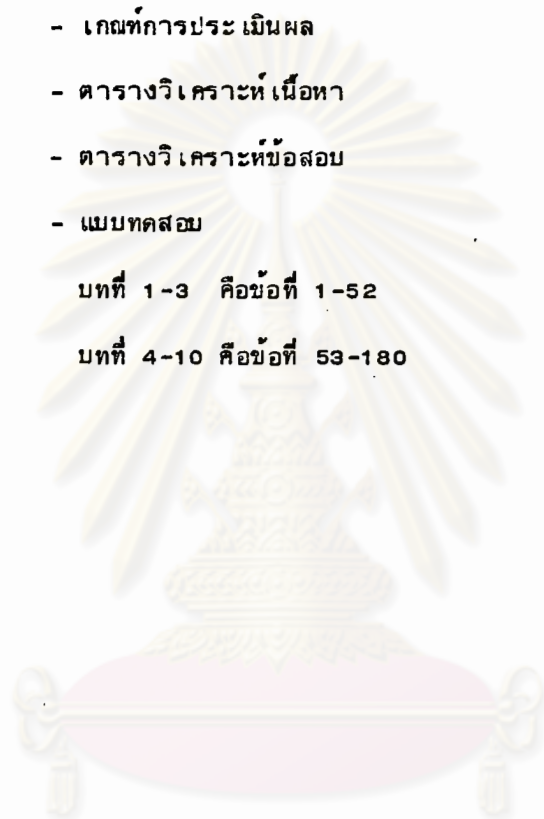 - เกณฑ์การประเมินผล
- ตารางวิเคราะห์เนื้อหา
- ตารางวิเคราะห์ข้อสอบ
- แบบทดสอบ
บทที่ 1-3 คือข้อที่ 1-52
บทที่ 4-10 คือข้อที่ 53-180